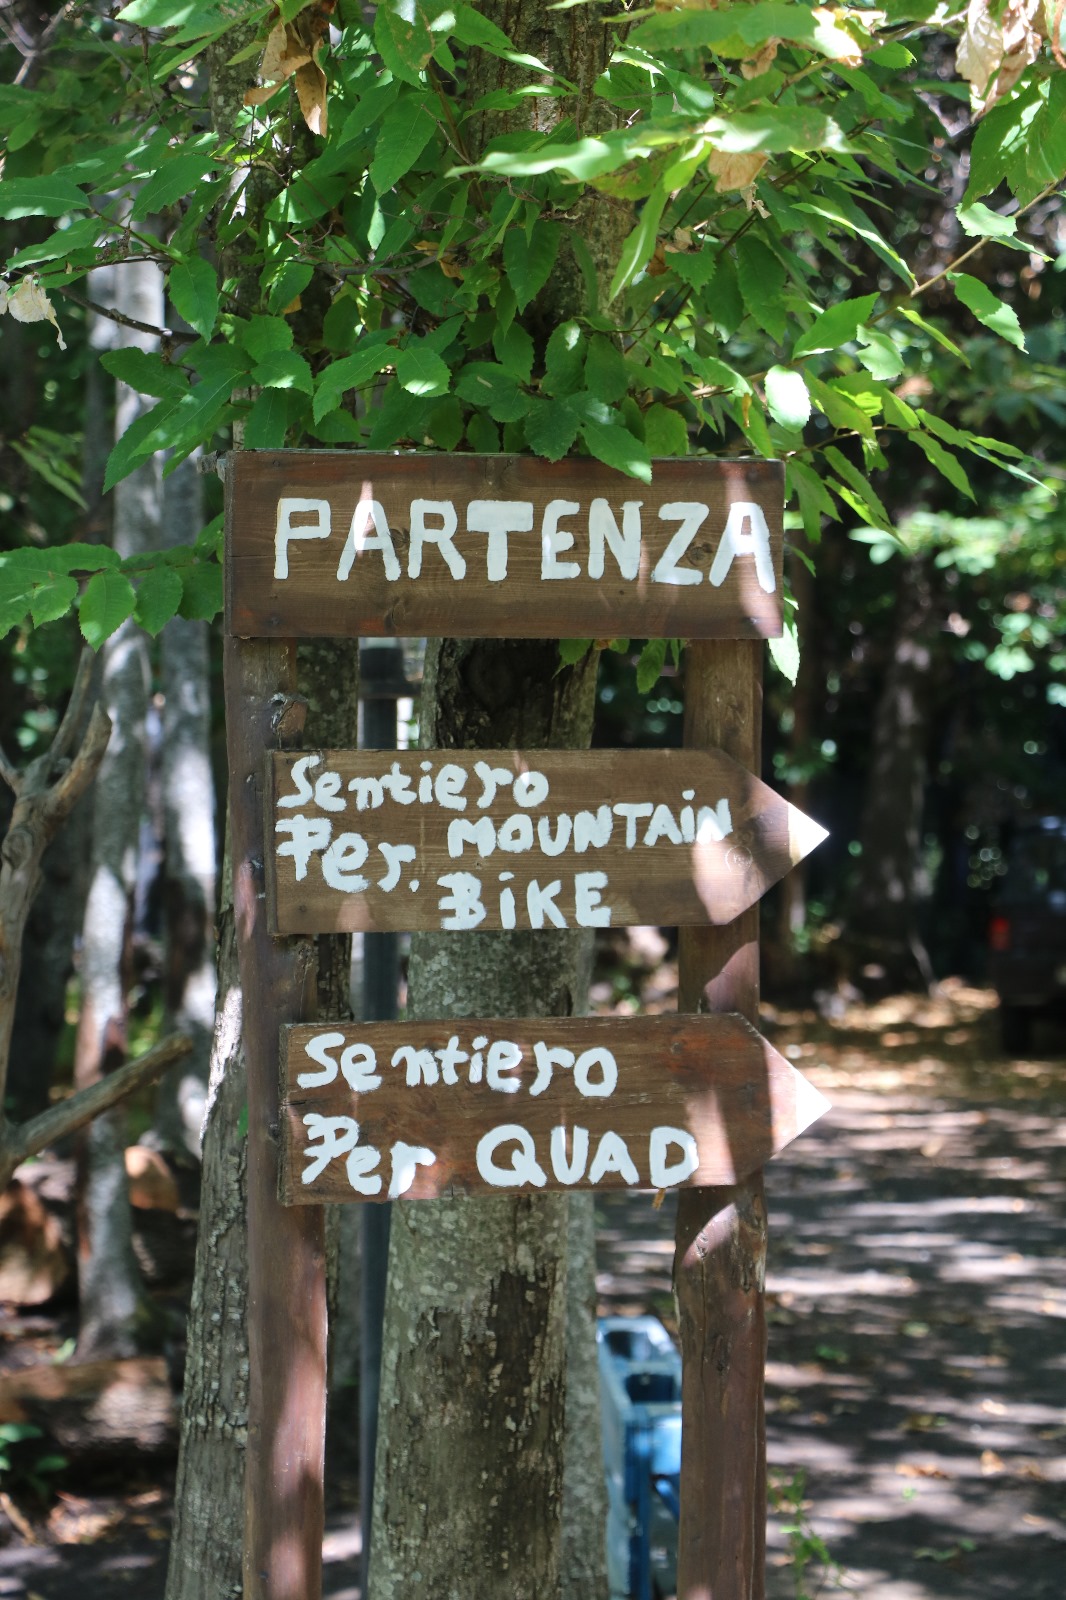 PARTENZA
Sentiero
Per. MOUNTAiN
BiKE
Sentiero
Per QUAD